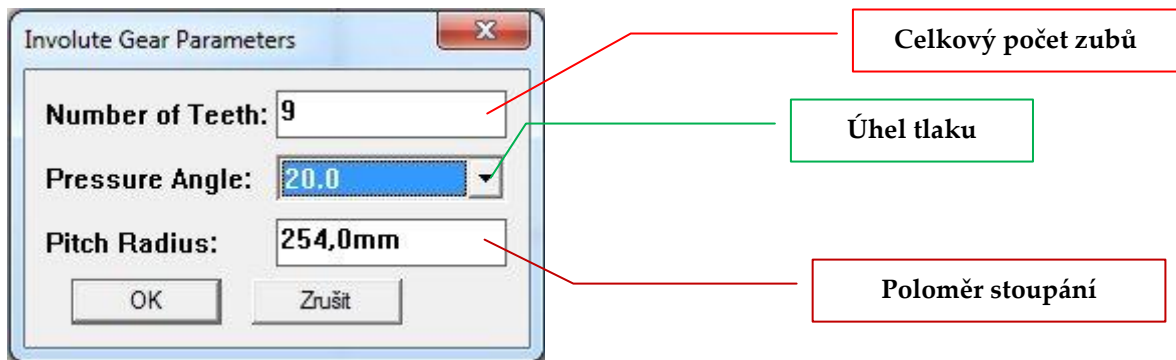 Involute Gear Parameters
Celkový počet zubů
Number of Teeth: 9
Úhel tlaku
Pressure Angle: 20.0
Pitch Radius: 254,0mm
Poloměr stoupání
OK Zrušit